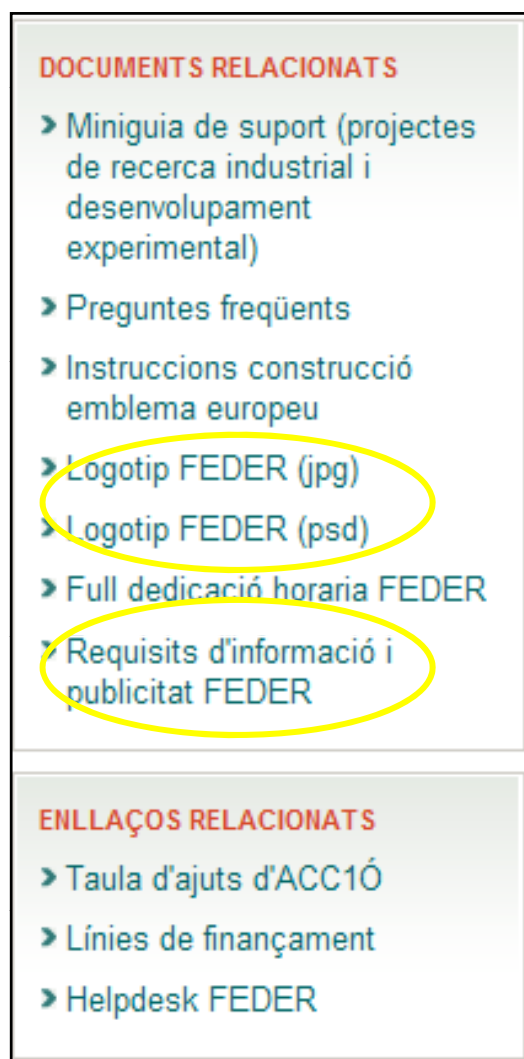 DOCUMENTS RELACIONATS
Miniguia de suport (projectes
de recerca industrial i
desenvolupament
experimental)
Preguntes freqüents
Instruccions construcció
emblema europeu
Logotip FEDER (jpg)
Logotip FEDER (psd)
Full dedicació horaria FEDER
Requisits d'informació i
publicitat FEDER
ENLLAÇOS RELACIONATS
Taula d'ajuts d'ACC1Ó
Línies de finançament
Helpdesk FEDER